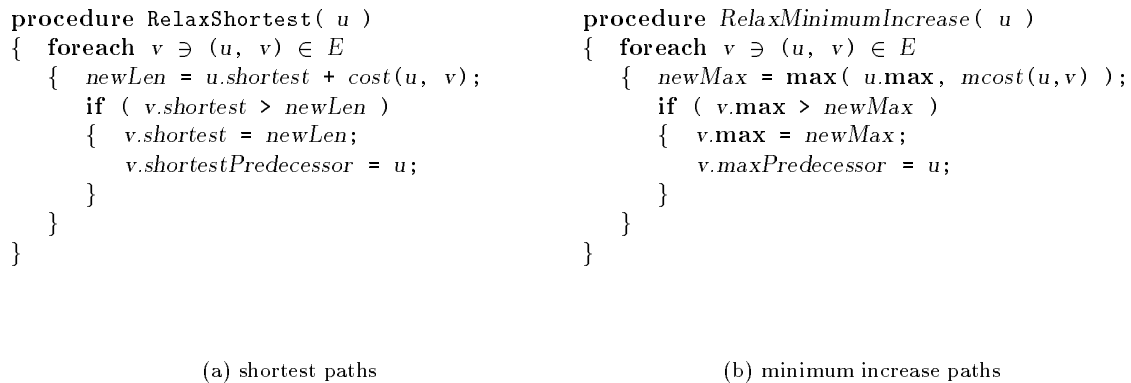 procedure RelaxShortest( u )
{ foreach v ∋ (u, v) ∈ E
{ newLen = u.shortest + cost(u, v);
if ( v.shortest > newLen )
{ v.shortest = newLen;
v.shortestPredecessor = u;
}
}
}
(a) shortest paths
procedure RelaxMinimumIncrease( u )
{ foreach v ∋ (u, v) ∈ E
{ newMax = max( u.max, mcost(u,v) );
if ( v.max > newMax )
{ v.max = newMax;
v.maxPredecessor = u;
}
}
}
(b) minimum increase paths